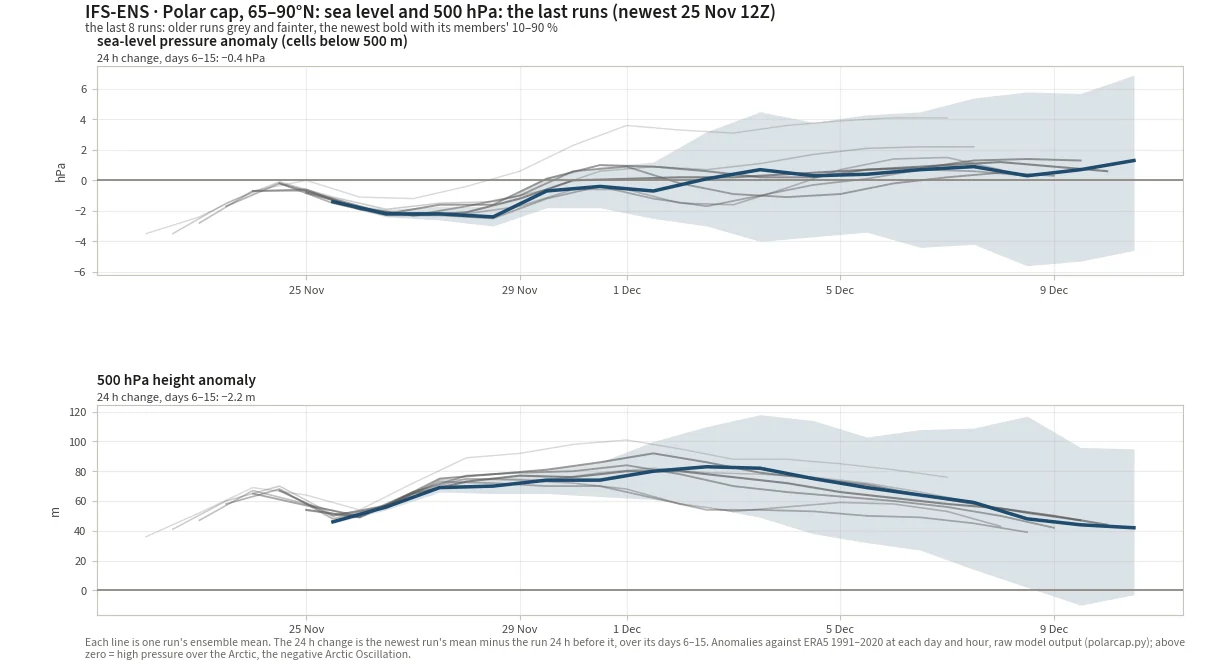 IFS-ENS · Polar cap, 65–90°N: sea level and 500 hPa: the last runs (newest 25 Nov 12Z)
the last 8 runs: older runs grey and fainter, the newest bold with its members' 10–90 %
sea-level pressure anomaly (cells below 500 m)
24 h change, days 6–15: −0.4 hPa
6
4
2
0
−2
−4
−6
hPa
25 Nov
29 Nov
1 Dec
5 Dec
9 Dec
500 hPa height anomaly
24 h change, days 6–15: −2.2 m
120
100
80
60
40
20
0
m
25 Nov
29 Nov
1 Dec
5 Dec
9 Dec
Each line is one run's ensemble mean. The 24 h change is the newest run's mean minus the run 24 h before it, over its days 6–15. Anomalies against ERA5 1991–2020 at each day and hour, raw model output (polarcap.py); above
zero = high pressure over the Arctic, the negative Arctic Oscillation.